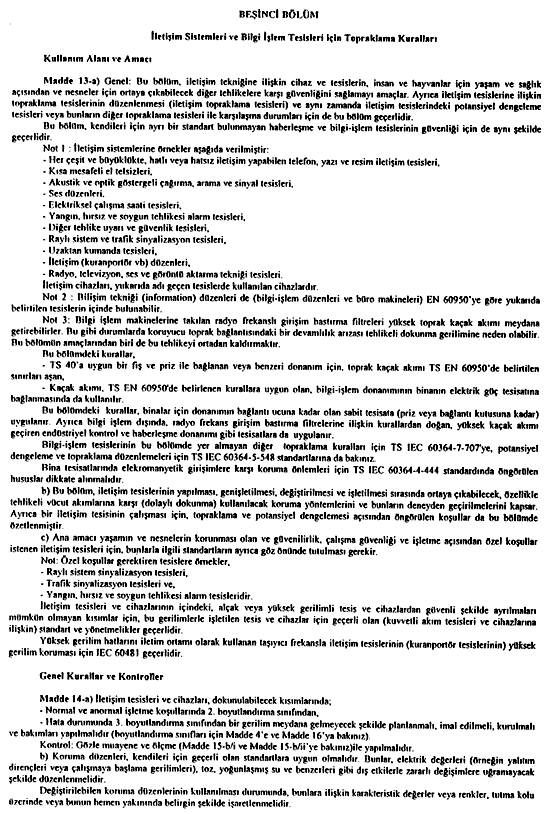 BEŞİNCİ BÖLÜM
İletişim Sistemleri ve Bilgi İşlem Tesisleri için Topraklama Kuralları
Kullanım Alanı ve Amacı
Madde 13-a) Genel: Bu bölüm, iletişim tekniğine ilişkin cihaz ve tesislerin, insan ve hayvanlar için yaşam ve sağlık
açısından ve nesneler için ortaya çıkabilecek diğer tehlikelere karşı güvenliğini sağlamayı amaçlar. Ayrıca iletişim tesislerine ilişkin
topraklama tesislerinin düzenlenmesi (iletişim topraklama tesisleri) ve aynı zamanda iletişim tesislerindeki potansiyel dengeleme
tesisleri veya bunların diğer topraklama tesisleri ile karşılaşma durumları için de bu bölüm geçerlidir.
Bu bölüm, kendileri için ayrı bir standart bulunmayan haberleşme ve bilgi-işlem tesislerinin güvenliği için de aynı şekilde
geçerlidir.
Not 1 : İletişim sistemlerine örnekler aşağıda verilmiştir:
- Her çeşit ve büyüklükte, hatlı veya hatsız iletişim yapabilen telefon, yazı ve resim iletişim tesisleri,
- Kısa mesafeli el telsizleri,
- Akustik ve optik göstergeli çağırma, arama ve sinyal tesisleri,
- Ses düzenleri,
- Elektriksel çalışma saati tesisleri,
- Yangın, hırsız ve soygun tehlikesi alarm tesisleri,
- Diğer tehlike uyarı ve güvenlik tesisleri,
- Raylı sistem ve trafik sinyalizasyon tesisleri,
- Uzaktan kumanda tesisleri,
- İletişim (kuranportör vb) düzenleri,
- Radyo, televizyon, ses ve görüntü aktarma tekniği tesisleri.
İletişim cihazları, yukarıda adı geçen tesislerde kullanılan cihazlardır.
Not 2 : Bilişim tekniği (information) düzenleri de (bilgi-işlem düzenleri ve büro makineleri) EN 60950'ye göre yukarıda
belirtilen tesislerin içinde bulunabilir.
Not 3: Bilgi işlem makinelerine takılan radyo frekanslı girişim bastırma filtreleri yüksek toprak kaçak akımı meydana
getirebilirler. Bu gibi durumlarda koruyucu toprak bağlantısındaki bir devamlılık arızası tehlikeli dokunma gerilimine neden olabilir.
Bu bölümün amaçlarından biri de bu tehlikeyi ortadan kaldırmaktır.
Bu bölümdeki kurallar,
- TS 40'a uygun bir fiş ve priz ile bağlanan veya benzeri donanım için, toprak kaçak akımı TS EN 60950'de belirtilen
sınırları aşan,
- Kaçak akımı, TS EN 60950'de belirlenen kurallara uygun olan, bilgi-işlem donanımının binanın elektrik güç tesisatına
bağlanmasında da kullanılır.
Bu bölümdeki kurallar, binalar için donanımın bağlantı ucuna kadar olan sabit tesisata (priz veya bağlantı kutusuna kadar)
uygulanır. Ayrıca bilgi işlem dışında, radyo frekans girişim bastırma filtrelerine ilişkin kurallardan doğan, yüksek kaçak akımı
geçiren endüstriyel kontrol ve haberleşme donanımı gibi tesisatlara da uygulanır.
Bilgi-işlem tesislerinin bu bölümde yer almayan diğer topraklama kuralları için TS IEC 60364-7-707'ye, potansiyel
dengeleme ve topraklama düzenlemeleri için TS IEC 60364-5-548 standartlarına da bakınız.
Bina tesisatlarında elekromanyetik girişimlere karşı koruma önlemleri için TS IEC 60364-4-444 standardında öngörülen
hususlar dikkate alınmalıdır.
b) Bu bölüm, iletişim tesislerinin yapılması, genişletilmesi, değiştirilmesi ve işletilmesi sırasında ortaya çıkabilecek, özellikle
tehlikeli vücut akımlarına karşı (dolaylı dokunma) kullanılacak koruma yöntemlerini ve bunların deneyden geçirilmelerini kapsar.
Ayrıca bir iletişim tesisinin çalışması için, topraklama ve potansiyel dengelemesi açısından öngörülen koşullar da bu bölümde
özetlenmiştir.
c) Ana amacı yaşamın ve nesnelerin korunması olan ve güvenilirlik, çalışma güvenliği ve işletme açısından özel koşullar
istenen iletişim tesisleri için, bunlarla ilgili standartların ayrıca göz önünde tutulması gerekir.
Not: Özel koşullar gerektiren tesislere örnekler,
- Raylı sistem sinyalizasyon tesisleri,
- Trafik sinyalizasyon tesisleri ve,
- Yangın, hırsız ve soygun tehlikesi alarm tesisleridir.
İletişim tesisleri ve cihazlarının içindeki, alçak veya yüksek gerilimli tesis ve cihazlardan güvenli şekilde ayrılmaları
mümkün olmayan kısımlar için, bu gerilimlerle işletilen tesis ve cihazlar için geçerli olan (kuvvetli akım tesisleri ve cihazlarına
ilişkin) standart ve yönetmelikler geçerlidir.
Yüksek gerilim hatlarını iletim ortamı olarak kullanan taşıyıcı frekansla iletişim tesislerinin (kuranportör tesislerinin) yüksek
gerilim koruması için IEC 60481 geçerlidir.
Genel Kurallar ve Kontroller
Madde 14-a) İletişim tesisleri ve cihazları, dokunulabilecek kısımlarında;
- Normal ve anormal işletme koşullarında 2. boyutlandırma sınıfından,
- Hata durumunda 3. boyutlandırma sınıfından bir gerilim meydana gelmeyecek şekilde planlanmalı, imal edilmeli, kurulmalı
ve bakımları yapılmalıdır (boyutlandırma sınıfları için Madde 4'e ve Madde 16'ya bakınız).
Kontrol: Gözle muayene ve ölçme (Madde 15-b/i ve Madde 15-b/ii'ye bakınız)ile yapılmalıdır.
b) Koruma düzenleri, kendileri için geçerli olan standartlara uygun olmalıdır. Bunlar, elektrik değerleri (örneğin yalıtım
dirençleri veya çalışmaya başlama gerilimleri), toz, yoğunlaşmış su ve benzerleri gibi dış etkilerle zararlı değişimlere uğramayacak
şekilde düzenlenmelidir.
Değiştirilebilen koruma düzenlerinin kullanılması durumunda, bunlara ilişkin karakteristik değerler veya renkler, tutma kolu
üzerinde veya bunun hemen yakınında belirgin şekilde işaretlenmelidir.